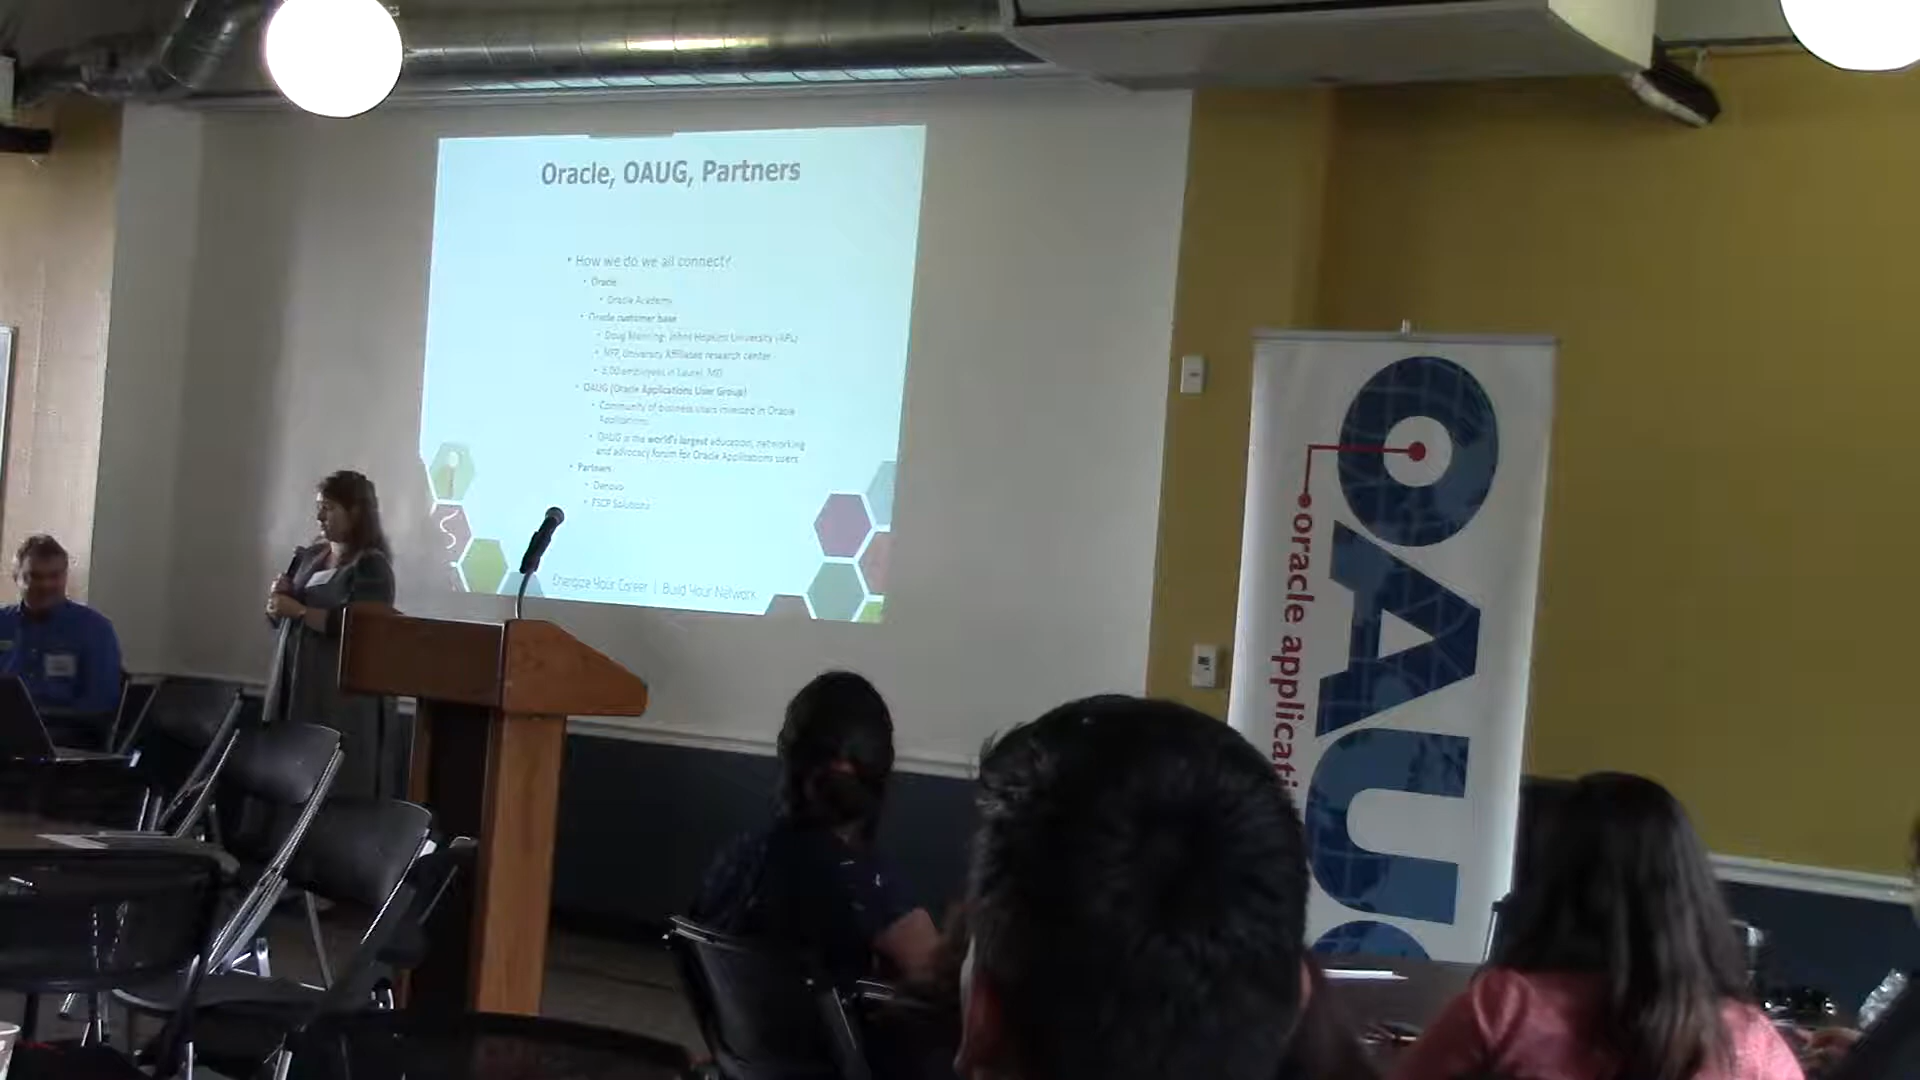 Oracle, OAUG, Partners
• How we do we all connect?
• Oracle
• Oracle Academy
• Oracle customer base
• Doug Manning- Johns Hopkins University (APL)
• NFP, University Affiliated research center
employees in Laurel, MD
• OAUG (Oracle Applications User Group)
• Community of business users invested in Oracle
Applications
• OAUG is the world's largest education, networking
and advocacy forum for Oracle Applications users
• Partners
• Denovo
• Solutions
Energize Your Career | Build Your Network
OAUG
oracle applicati